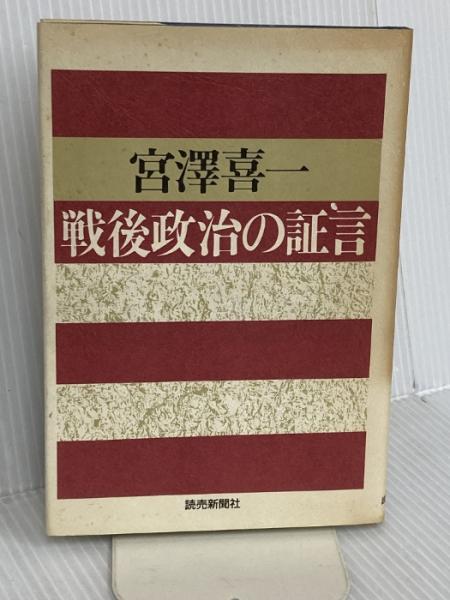 宮澤喜一
戦後政治の証言
読売新聞社